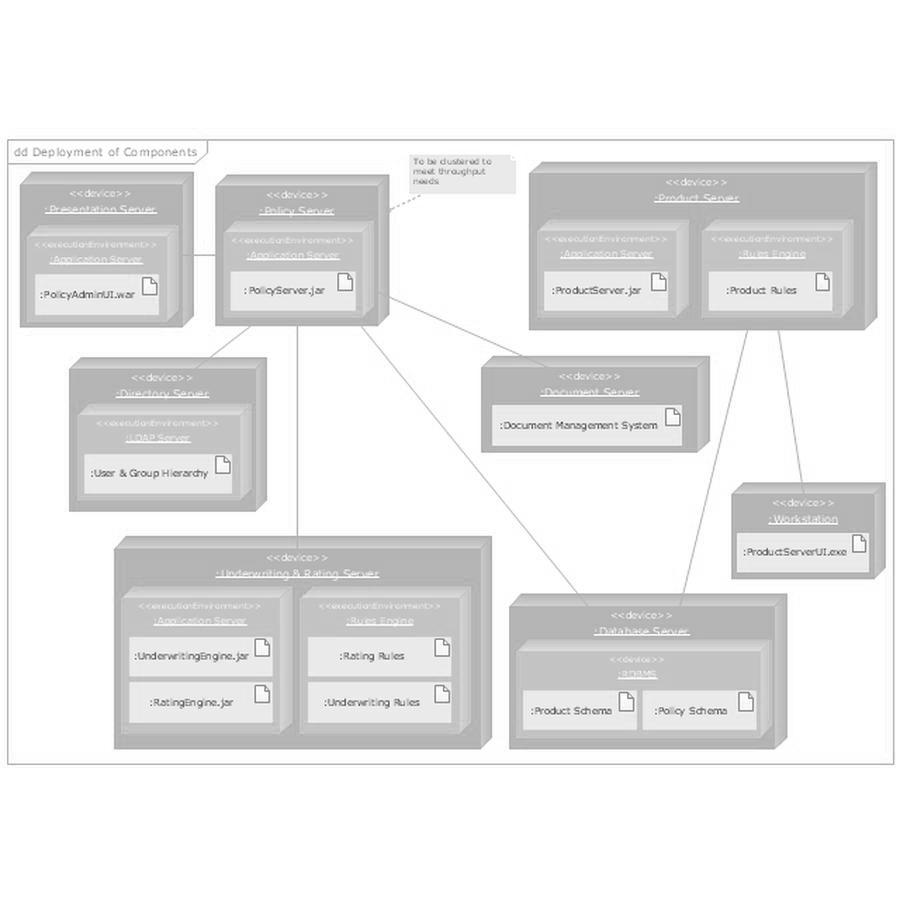 dd Deployment of Components
To be clustered to
meet throughput
needs
<<device>>
:Presentation Server
<<executionEnvironment>>
:Application Server
:PolicyAdminUI.war
<<device>>
:Policy Server
<<executionEnvironment>>
:Application Server
:PolicyServer.jar
<<device>>
:Product Server
<<executionEnvironment>>
:Application Server
:ProductServer.jar
<<executionEnvironment>>
:Rules Engine
:Product Rules
<<device>>
:Directory Server
<<executionEnvironment>>
:LDAP Server
:User & Group Hierarchy
<<device>>
:Document Server
:Document Management System
<<device>>
:Workstation
:ProductServerUI.exe
<<device>>
:Underwriting & Rating Server
<<executionEnvironment>>
:Application Server
:UnderwritingEngine.jar
:RatingEngine.jar
<<executionEnvironment>>
:Rules Engine
:Rating Rules
:Underwriting Rules
<<device>>
:Database Server
<<device>>
:RDBMS
:Product Schema
:Policy Schema